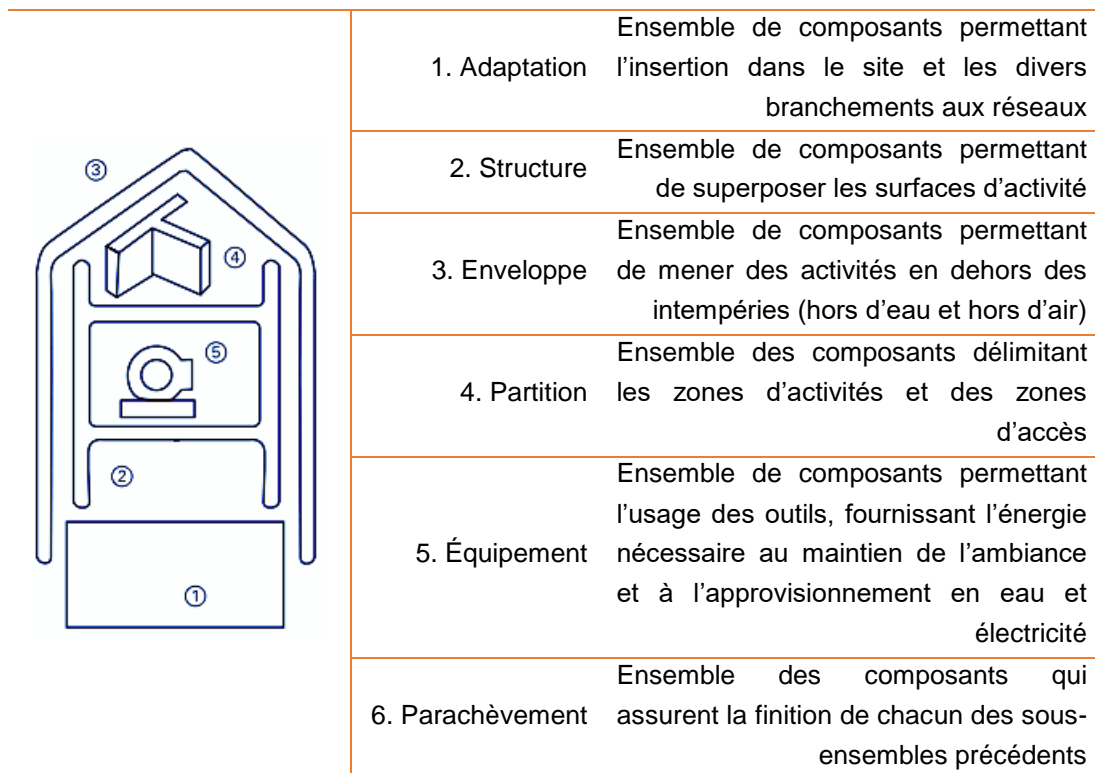 ③
④
⑤
②
①
1. Adaptation
Ensemble de composants permettant
l’insertion dans le site et les divers
branchements aux réseaux
2. Structure
Ensemble de composants permettant
de superposer les surfaces d’activité
3. Enveloppe
Ensemble de composants permettant
de mener des activités en dehors des
intempéries (hors d’eau et hors d’air)
4. Partition
Ensemble des composants délimitant
les zones d’activités et des zones
d’accès
5. Équipement
Ensemble de composants permettant
l’usage des outils, fournissant l’énergie
nécessaire au maintien de l’ambiance
et à l’approvisionnement en eau et
électricité
6. Parachèvement
Ensemble des composants qui
assurent la finition de chacun des sous-
ensembles précédents